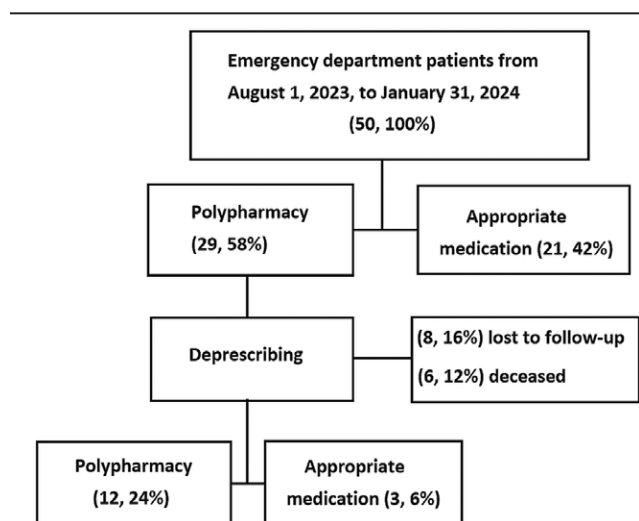 Emergency department patients from
August 1, 2023, to January 31, 2024
(50, 100%)
Polypharmacy
(29, 58%)
Appropriate
medication (21, 42%)
Deprescribing
(8, 16%) lost to follow-up
(6, 12%) deceased
Polypharmacy
(12, 24%)
Appropriate
medication (3, 6%)